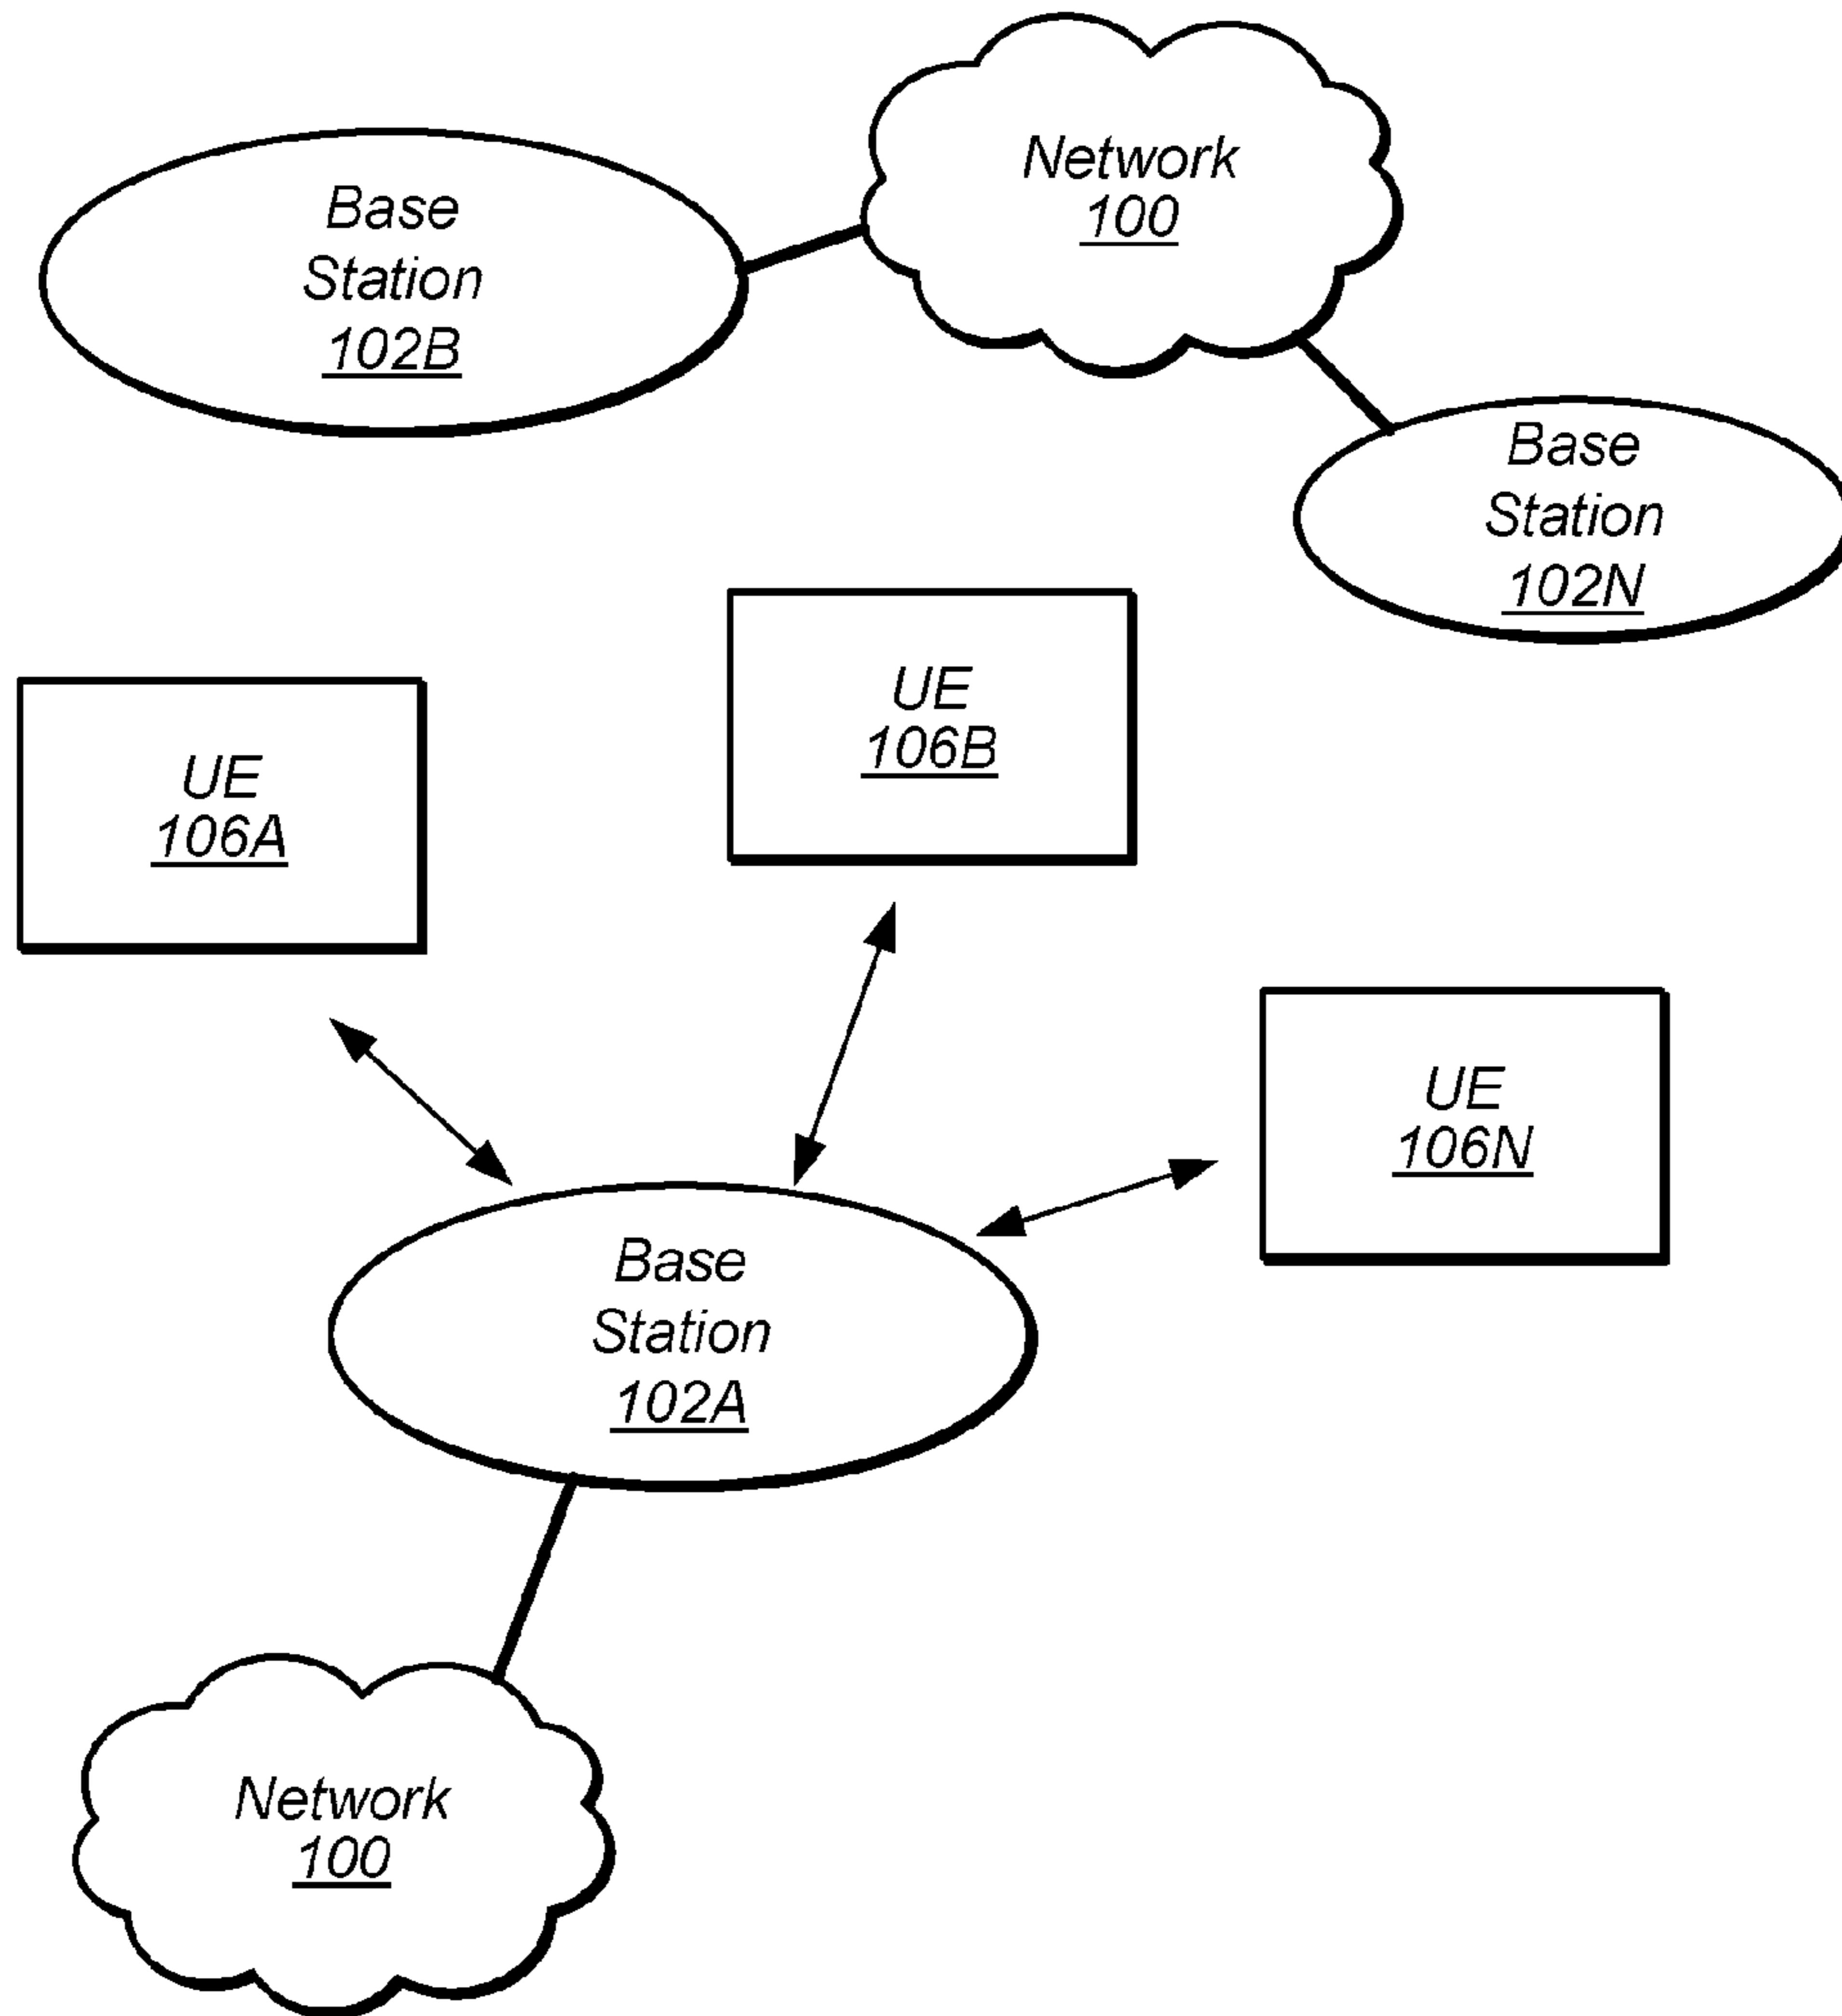 Network
100
Base
Station
102B
Base
Station
102N
UE
106B
UE
106A
UE
106N
Base
Station
102A
Network
100